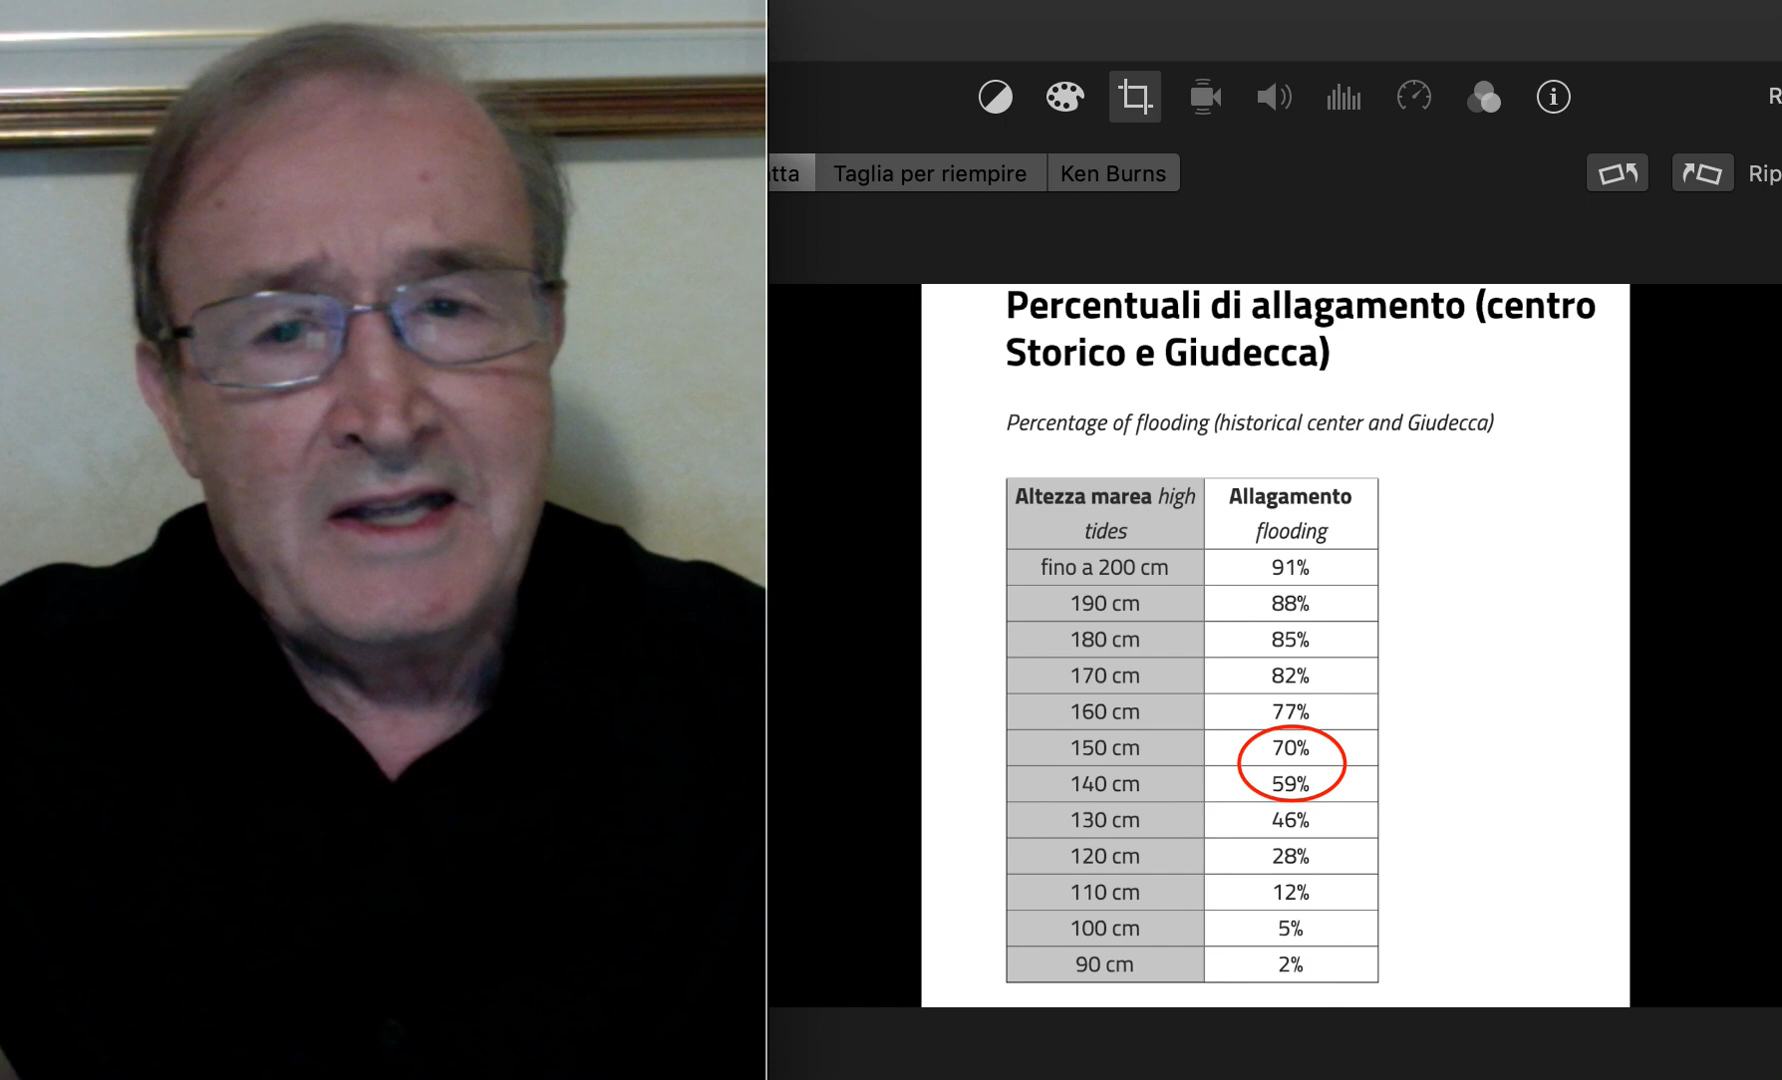 R
tta Taglia per riempire Ken Burns Rip
Percentuali di allagamento (centro
Storico e Giudecca)
Percentage of flooding (historical center and Giudecca)
Altezza marea high
tides
Allagamento
flooding
fino a 200 cm 91%
190 cm 88%
180 cm 85%
170 cm 82%
160 cm 77%
150 cm 70%
140 cm 59%
130 cm 46%
120 cm 28%
110 cm 12%
100 cm 5%
90 cm 2%